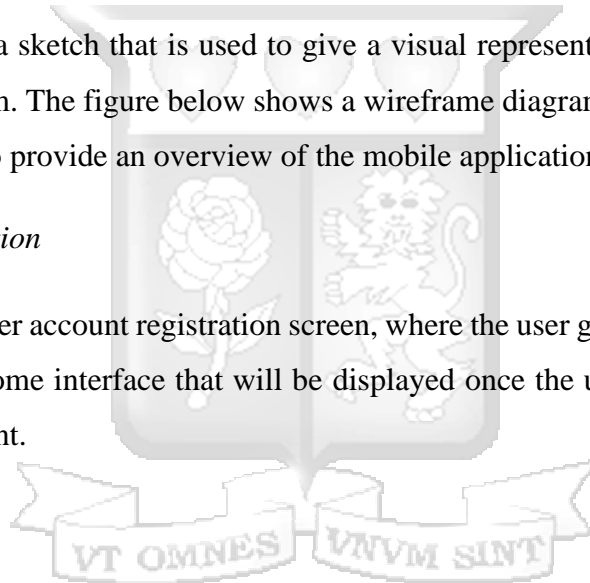 a sketch that is used to give a visual represent
The figure below shows a wireframe diagran
provide an overview of the mobile application
tion
er account registration screen, where the user g
ome interface that will be displayed once the u
nt.
VT OMNES VNVM SINT